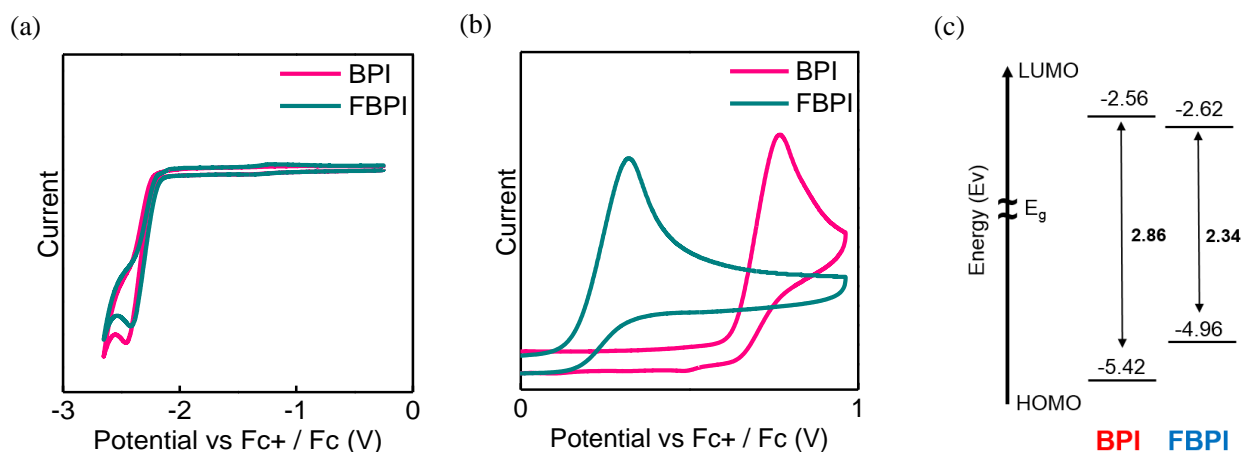 (a)
BPI
FBPI
Current
-3
-2
-1
0
Potential vs Fc+ / Fc (V)
(b)
BPI
FBPI
Current
0
1
Potential vs Fc+ / Fc (V)
(c)
LUMO
-2.56
-2.62
Energy (Ev)
Eg
2.86
2.34
-4.96
-5.42
HOMO
BPI FBPI